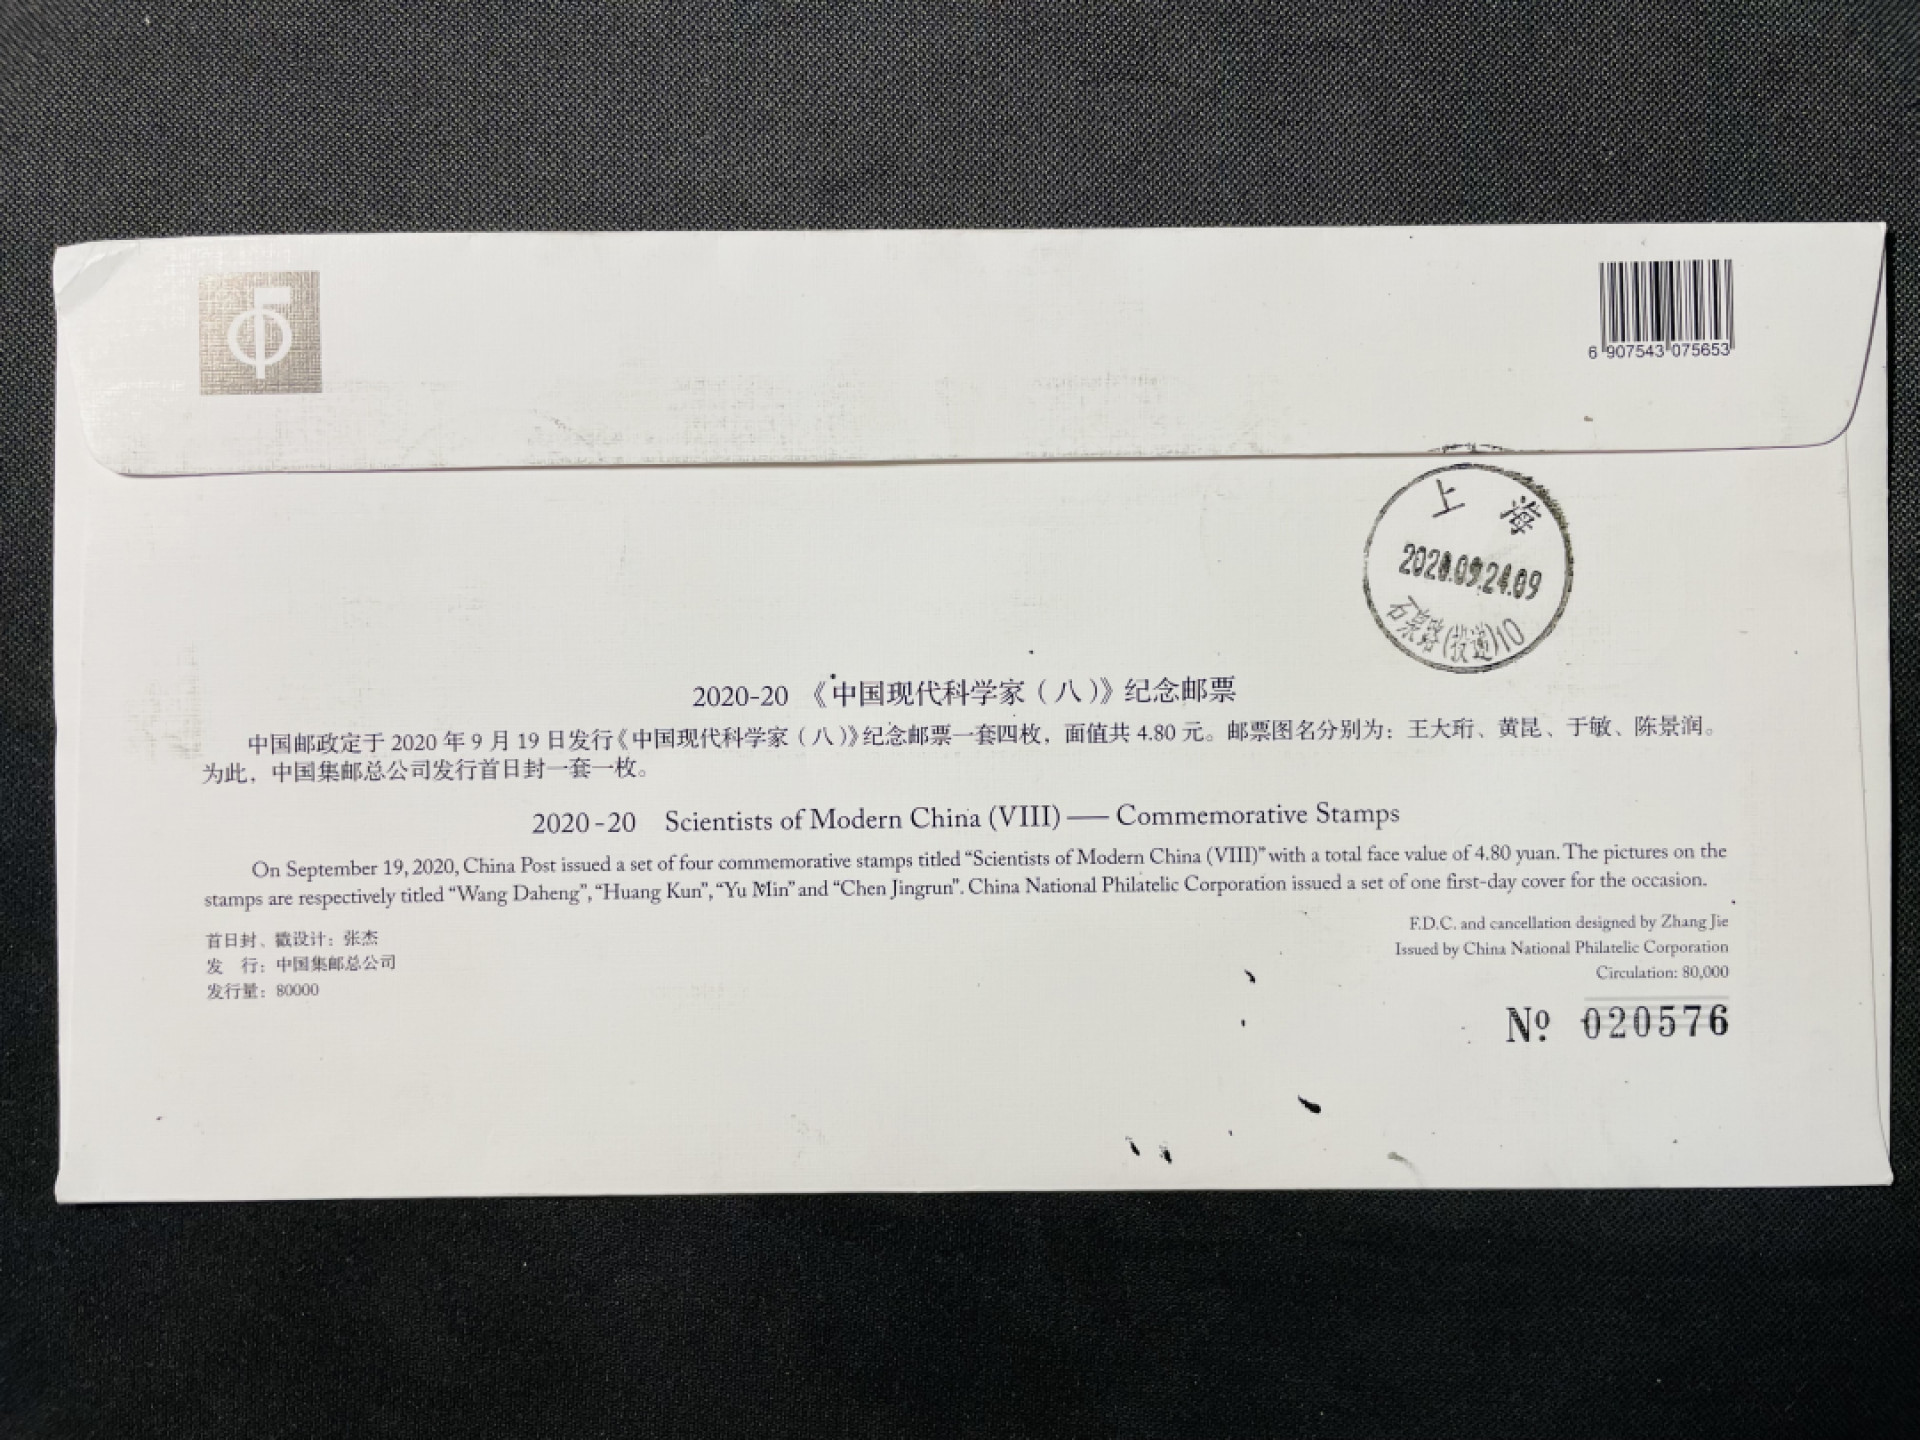 6 907543 075653
上 海
2020.09.24.09
石泉路(投递)10
2020-20 《中国现代科学家（八）》纪念邮票
中国邮政定于 2020 年 9 月 19 日发行《中国现代科学家（八）》纪念邮票一套四枚，面值共 4.80 元。邮票图名分别为：王大珩、黄昆、于敏、陈景润。
为此，中国集邮总公司发行首日封一套一枚。
2020-20 Scientists of Modern China (VIII) —— Commemorative Stamps
On September 19, 2020, China Post issued a set of four commemorative stamps titled “Scientists of Modern China (VIII)” with a total face value of 4.80 yuan. The pictures on the
stamps are respectively titled “Wang Daheng”, “Huang Kun”, “Yu Min” and “Chen Jingrun”. China National Philatelic Corporation issued a set of one first-day cover for the occasion.
首日封、戳设计：张杰
发　行：中国集邮总公司
发行量：80000
F.D.C. and cancellation designed by Zhang Jie
Issued by China National Philatelic Corporation
Circulation: 80,000
Nº 020576